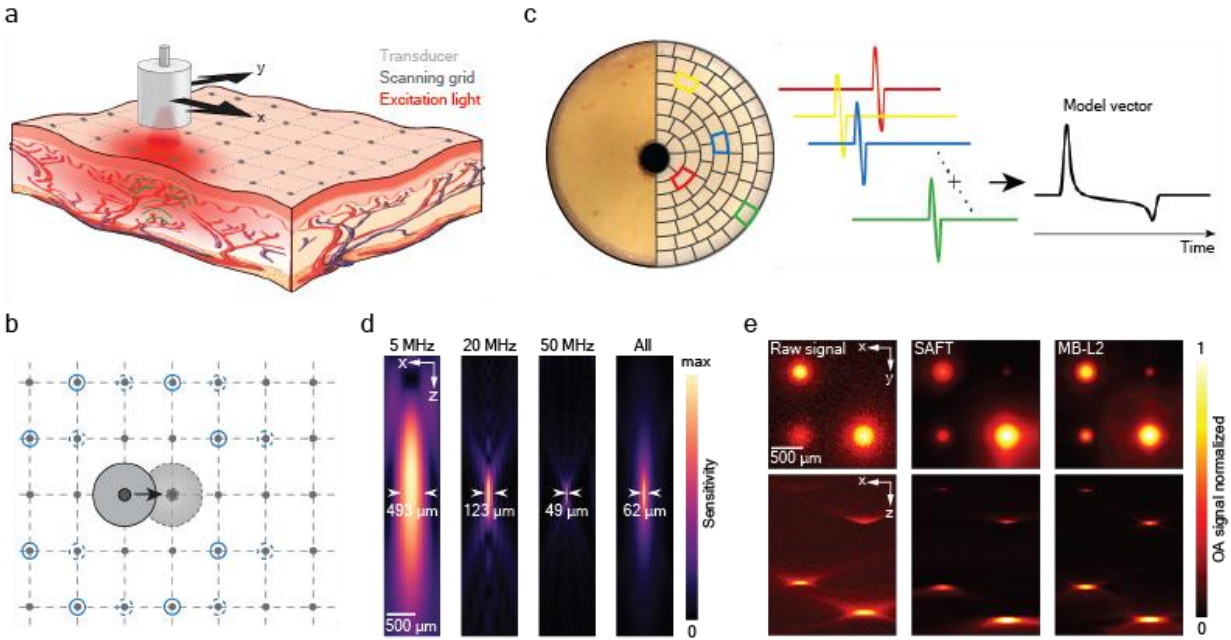 a
Transducer
Scanning grid
Excitation light
y
x
c
Model vector
+
Time
b
d
5 MHz
20 MHz
50 MHz
All
x
z
max
493 µm
123 µm
49 µm
62 µm
Sensitivity
500 µm
0
e
Raw signal
x
y
SAFT
MB-L2
1
500 µm
x
z
OA signal normalized
0